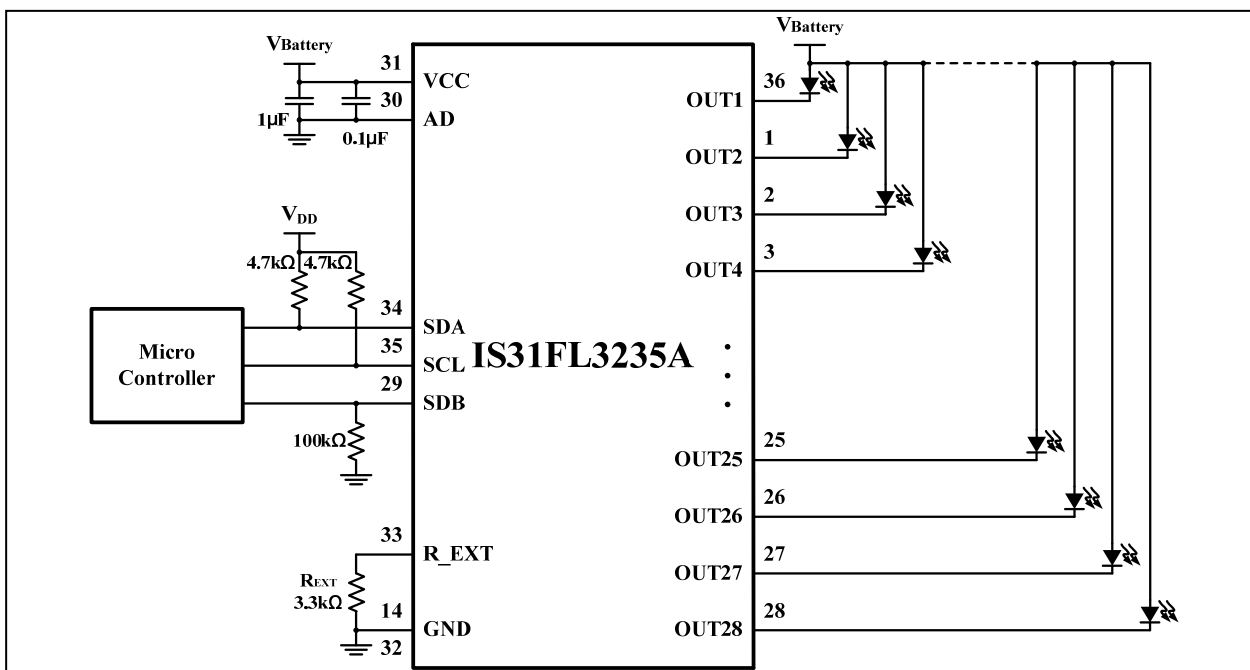 VBattery
31
VCC
30
AD
1µF
0.1µF
VDD
4.7kΩ 4.7kΩ
Micro
Controller
34
SDA
35
SCL
29
SDB
100kΩ
33
R_EXT
REXT
3.3kΩ
14
GND
32
IS31FL3235A
VBattery
36
OUT1
1
OUT2
2
OUT3
3
OUT4
25
OUT25
26
OUT26
27
OUT27
28
OUT28